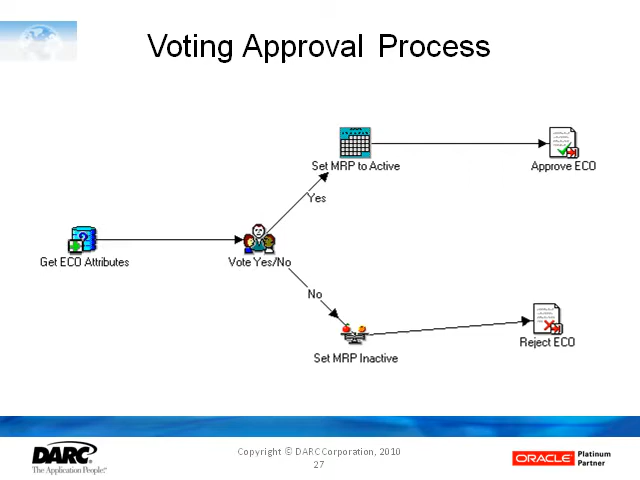 Voting Approval Process
Set MRP to Active
Approve ECO
Yes
Get ECO Attributes
Vote Yes/No
No
Set MRP Inactive
Reject ECO
DARC
The Application People.
Copyright © DARC Corporation, 2010
27
ORACLE
Platinum
Partner